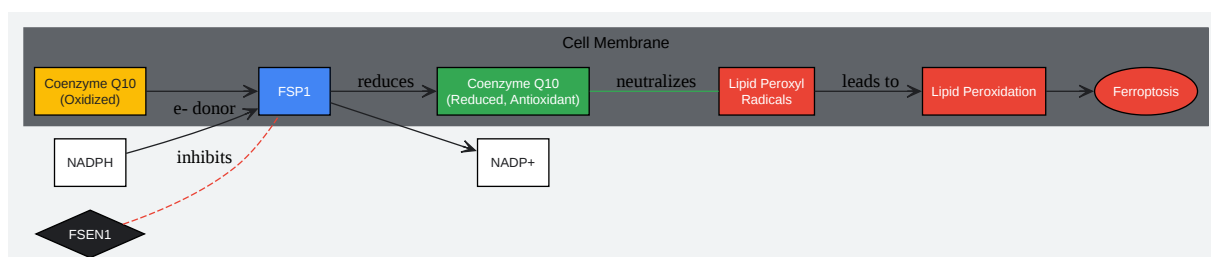 Cell Membrane
Coenzyme Q10
(Oxidized)
FSP1
reduces
Coenzyme Q10
(Reduced, Antioxidant)
neutralizes
Lipid Peroxyl
Radicals
leads to
Lipid Peroxidation
Ferroptosis
e- donor
NADPH
inhibits
NADP+
FSEN1